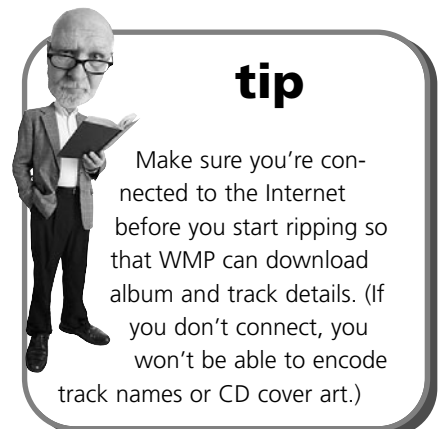 tip
Make sure you're con-
nected to the Internet
before you start ripping so
that WMP can download
album and track details. (If
you don't connect, you
won't be able to encode
track names or CD cover art.)